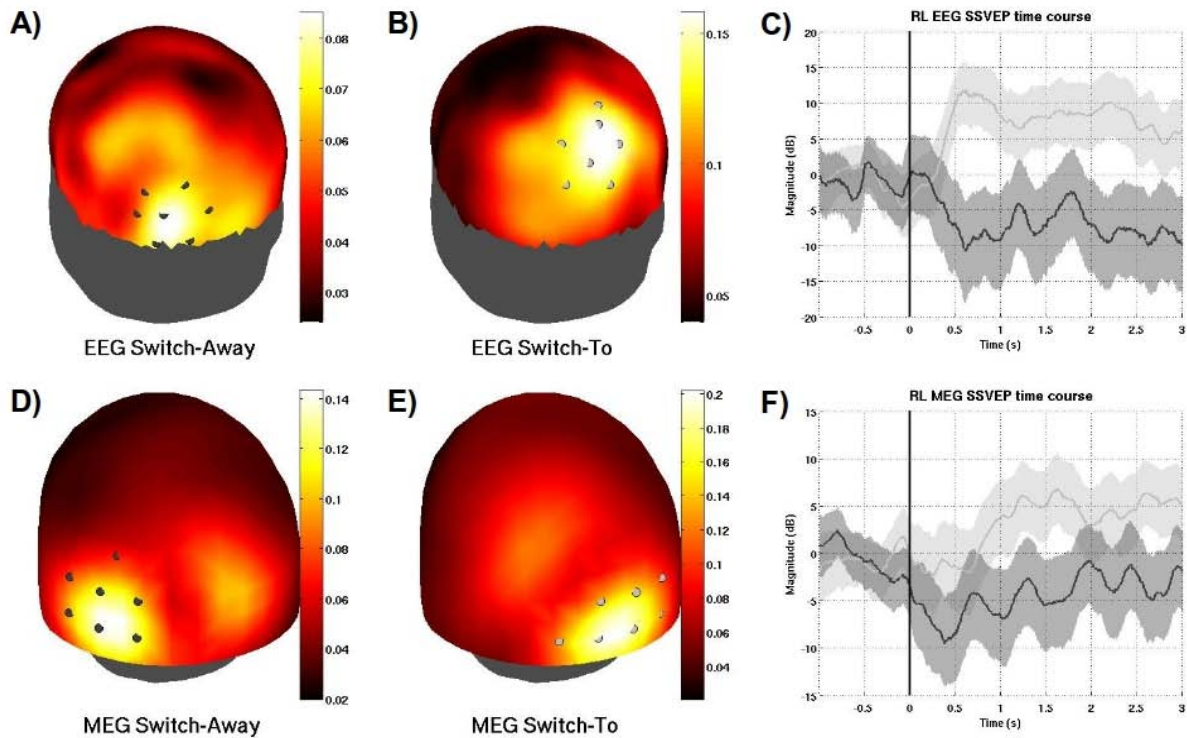 A)
0.08
0.07
0.06
0.05
0.04
0.03
EEG Switch-Away
B)
0.15
0.1
0.05
EEG Switch-To
C)
RL EEG SSVEP time course
20
15
10
5
0
-5
-10
-15
-20
Magnitude (dB)
-0.5 0 0.5 1 1.5 2 2.5 3
Time (s)
D)
0.14
0.12
0.1
0.08
0.06
0.04
0.02
MEG Switch-Away
E)
0.2
0.18
0.16
0.14
0.12
0.1
0.08
0.06
0.04
MEG Switch-To
F)
RL MEG SSVEP time course
15
10
5
0
-5
-10
-15
Magnitude (dB)
-0.5 0 0.5 1 1.5 2 2.5 3
Time (s)